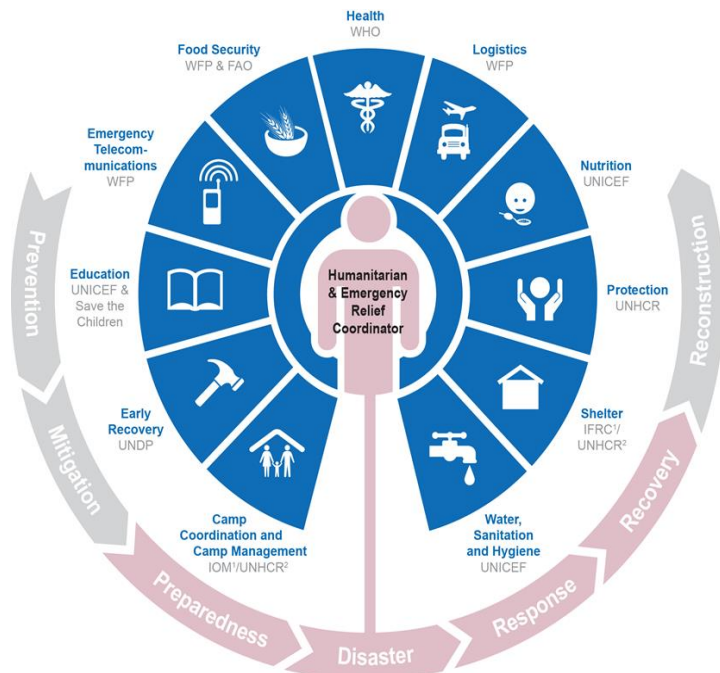 Health
WHO
Logistics
WFP
Nutrition
UNICEF
Protection
UNHCR
Shelter
IFRC¹/
UNHCR²
Water,
Sanitation
and Hygiene
UNICEF
Camp
Coordination and
Camp Management
IOM¹/UNHCR²
Early
Recovery
UNDP
Education
UNICEF &
Save the
Children
Emergency
Telecom-
munications
WFP
Food Security
WFP & FAO
Humanitarian
& Emergency
Relief
Coordinator
Prevention
Mitigation
Preparedness
Disaster
Response
Recovery
Reconstruction